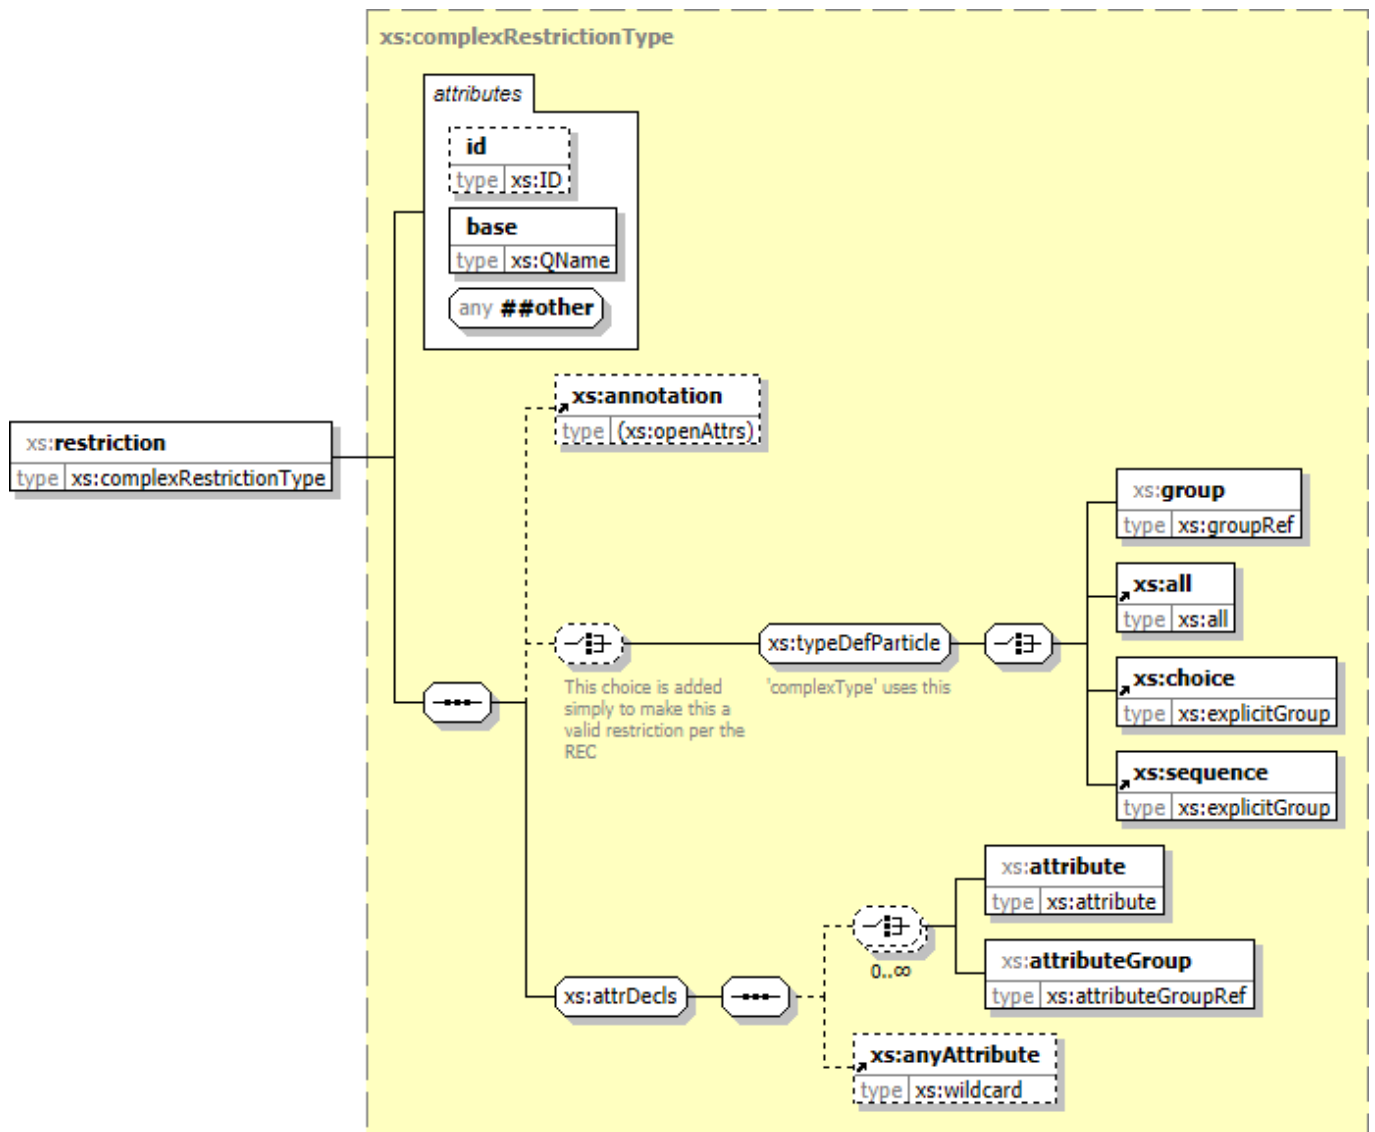 xs:complexRestrictionType
attributes
id
type xs:ID
base
type xs:QName
any ##other
xs:annotation
type (xs:openAttrs)
xs:restriction
type xs:complexRestrictionType
xs:group
type xs:groupRef
xs:all
type xs:all
xs:typeDefParticle
'complexType' uses this
This choice is added
simply to make this a
valid restriction per the
REC
xs:choice
type xs:explicitGroup
xs:sequence
type xs:explicitGroup
xs:attribute
type xs:attribute
0..∞
xs:attributeGroup
type xs:attributeGroupRef
xs:attrDecls
xs:anyAttribute
type xs:wildcard